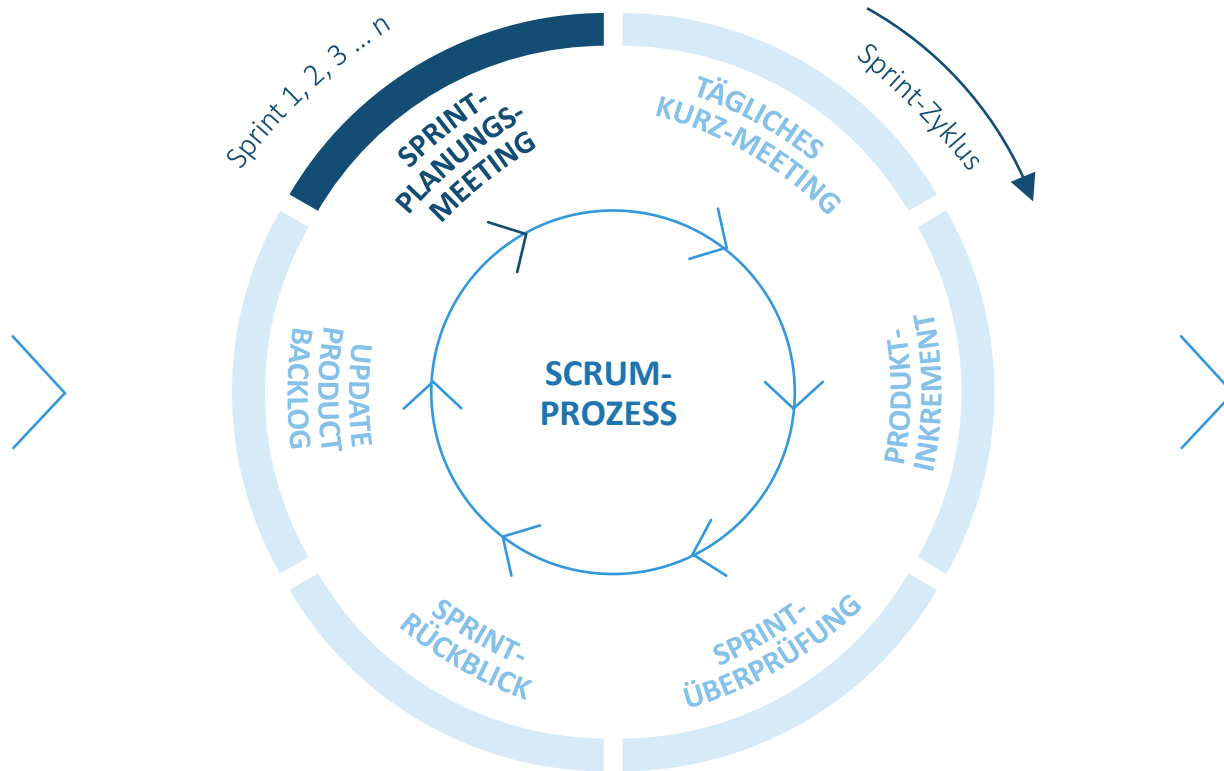 Sprint 1, 2, 3 ... n
Sprint-Zyklus
SPRINT-
PLANUNGS-
MEETING
TÄGLICHES
KURZ-MEETING
PRODUKT-
INKREMENT
SPRINT-
ÜBERPRÜFUNG
SPRINT-
RÜCKBLICK
UPDATE
PRODUCT
BACKLOG
SCRUM-
PROZESS